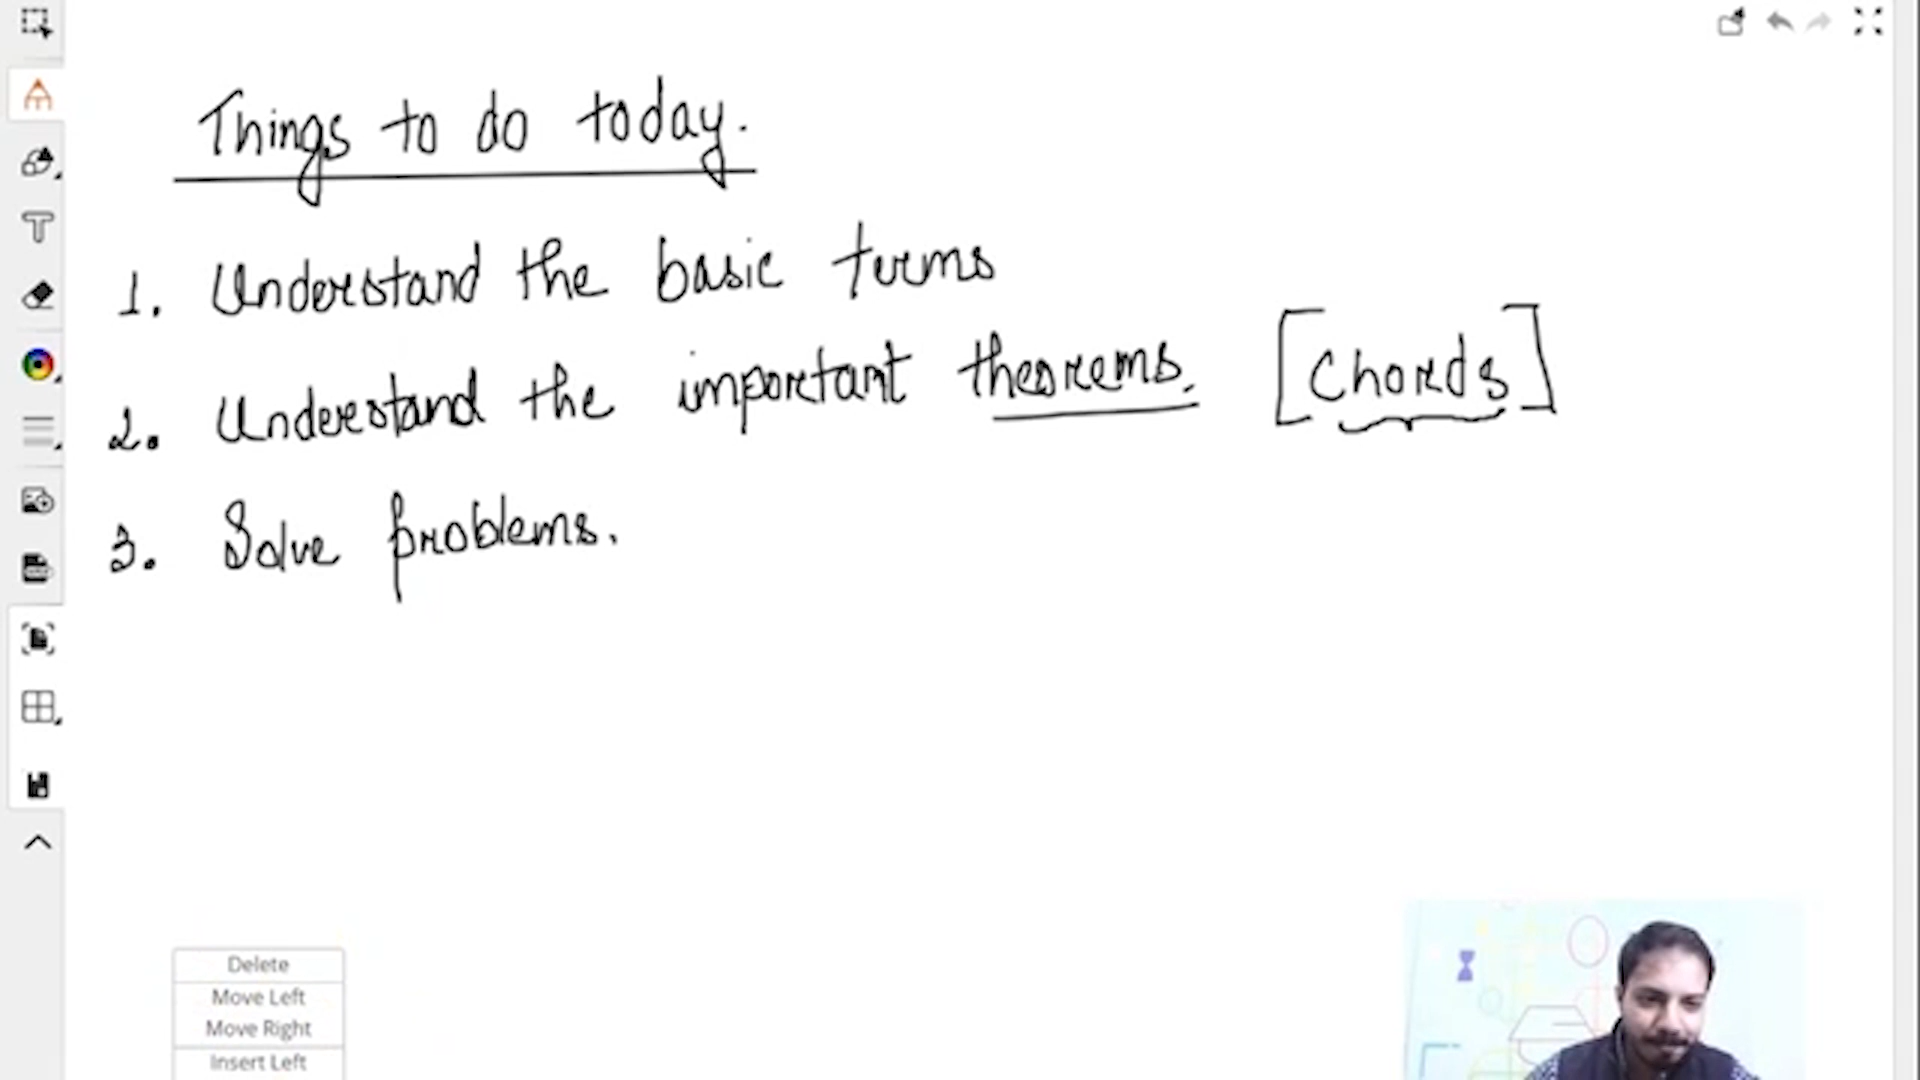 Things to do today.
1. Understand the basic terms
2. Understand the important theorems. [Chords]
3. Solve problems.
Delete
Move Left
Move Right
Insert Left